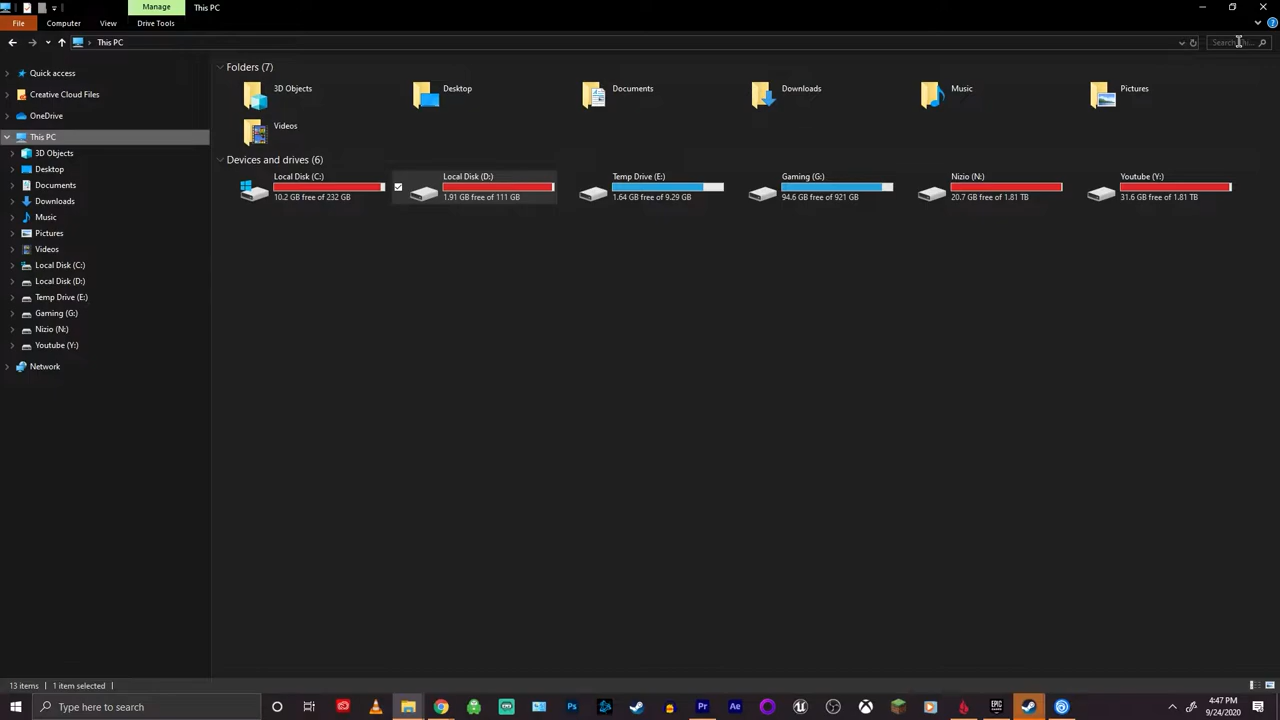 Manage
This PC
File
Computer
View
Drive Tools
This PC
Search Thi...
Quick access
Creative Cloud Files
OneDrive
This PC
3D Objects
Desktop
Documents
Downloads
Music
Pictures
Videos
Local Disk (C:)
Local Disk (D:)
Temp Drive (E:)
Gaming (G:)
Nizio (N:)
Youtube (Y:)
Network
Folders (7)
3D Objects
Desktop
Documents
Downloads
Music
Pictures
Videos
Devices and drives (6)
Local Disk (C:)
10.2 GB free of 232 GB
Local Disk (D:)
1.91 GB free of 111 GB
Temp Drive (E:)
1.64 GB free of 9.29 GB
Gaming (G:)
94.6 GB free of 921 GB
Nizio (N:)
20.7 GB free of 1.81 TB
Youtube (Y:)
31.6 GB free of 1.81 TB
13 items
1 item selected
Type here to search
Ps
Pr
Ae
EPIC
4:47 PM
9/24/2020